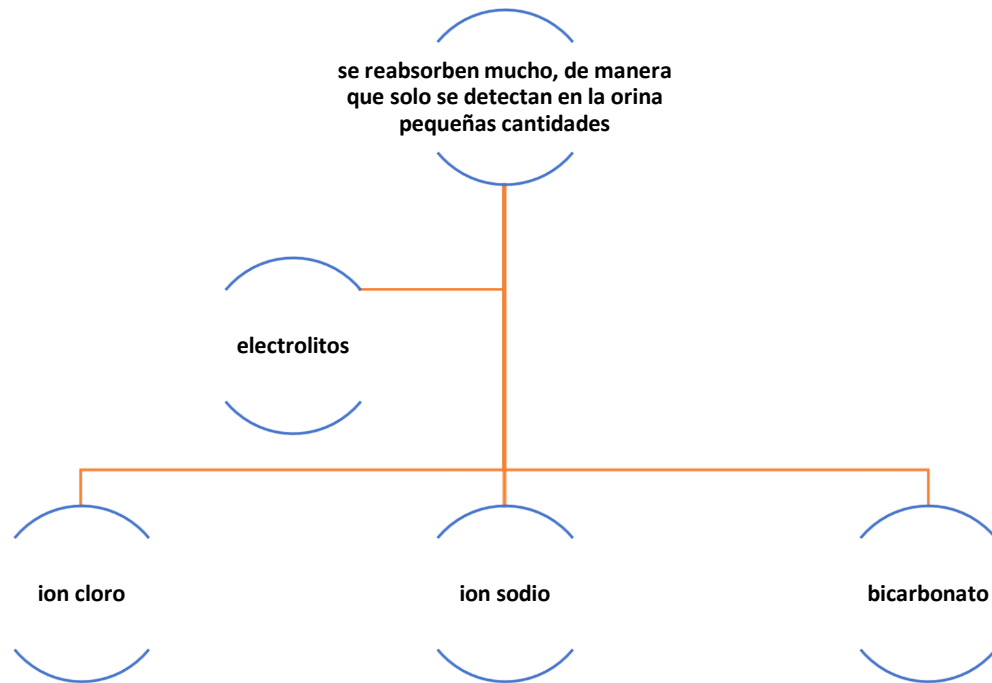 se reabsorben mucho, de manera
que solo se detectan en la orina
pequeñas cantidades
electrolitos
ion cloro
ion sodio
bicarbonato